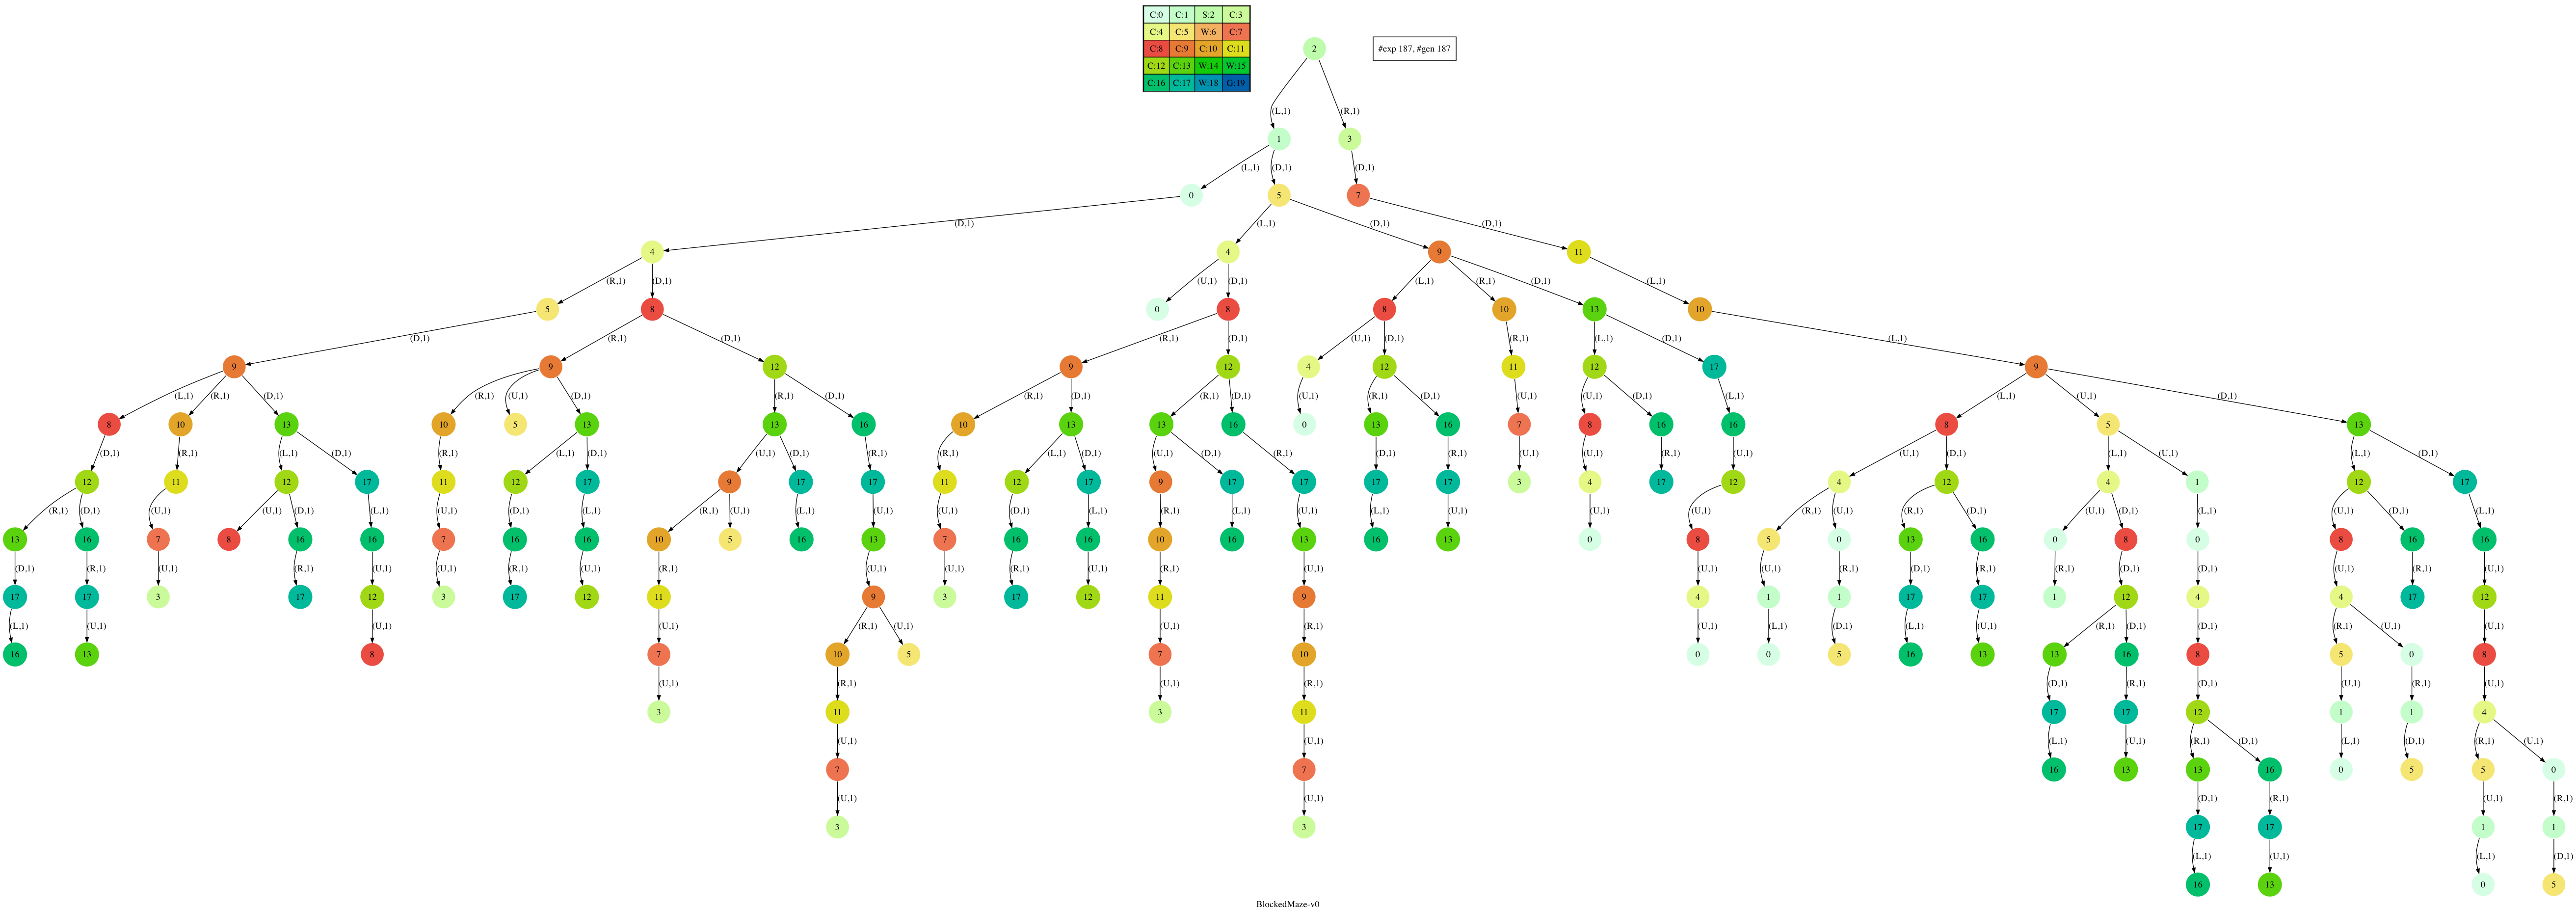 C:0 C:1 S:2 C:3
C:4 C:5 W:6 C:7
C:8 C:9 C:10 C:11
C:12 C:13 W:14 W:15
C:16 C:17 W:18 G:19
#exp 187, #gen 187
2
(L,1) (R,1)
1 3
(L,1) (D,1) (D,1)
0 5 7
(D,1) (L,1) (D,1) (D,1)
4 4 9 11
(R,1) (D,1) (U,1) (D,1) (L,1) (R,1) (D,1) (L,1)
5 8 0 8 8 10 13 10
(D,1) (R,1) (D,1) (R,1) (D,1) (U,1) (D,1) (R,1) (L,1) (D,1) (L,1)
9 9 12 9 12 4 12 11 12 17 9
(L,1) (R,1) (D,1) (R,1) (U,1) (D,1) (R,1) (D,1) (R,1) (D,1) (R,1) (D,1) (U,1) (R,1) (D,1) (U,1) (U,1) (D,1) (L,1) (L,1) (U,1) (D,1)
8 10 13 10 5 13 13 16 10 13 13 16 0 13 16 7 8 16 16 8 5 13
(D,1) (R,1) (L,1) (D,1) (R,1) (L,1) (D,1) (U,1) (D,1) (R,1) (R,1) (L,1) (D,1) (U,1) (D,1) (R,1) (D,1) (R,1) (U,1) (U,1) (R,1) (U,1) (U,1) (D,1) (L,1) (U,1) (L,1) (D,1)
12 11 12 17 11 12 17 9 17 17 11 12 17 9 17 17 17 17 3 4 17 12 4 12 4 1 12 17
(R,1) (D,1) (U,1) (U,1) (D,1) (L,1) (U,1) (D,1) (L,1) (R,1) (U,1) (L,1) (U,1) (U,1) (D,1) (L,1) (R,1) (L,1) (U,1) (L,1) (U,1) (U,1) (U,1) (R,1) (U,1) (R,1) (D,1) (U,1) (D,1) (L,1) (U,1) (D,1) (L,1)
13 16 7 8 16 16 7 16 16 10 5 16 13 7 16 16 10 16 13 16 13 0 8 5 0 13 16 0 8 0 8 16 16
(D,1) (R,1) (U,1) (R,1) (U,1) (U,1) (R,1) (U,1) (R,1) (U,1) (U,1) (R,1) (U,1) (R,1) (U,1) (U,1) (U,1) (R,1) (D,1) (R,1) (R,1) (D,1) (D,1) (U,1) (R,1) (U,1)
17 17 3 17 12 3 17 12 11 9 3 17 12 11 9 4 1 1 17 17 1 12 4 4 17 12
(L,1) (U,1) (U,1) (U,1) (R,1) (U,1) (U,1) (R,1) (U,1) (L,1) (D,1) (L,1) (U,1) (R,1) (D,1) (D,1) (R,1) (U,1) (U,1)
16 13 8 7 10 5 7 10 0 0 5 16 13 13 16 8 5 0 8
(U,1) (R,1) (U,1) (R,1) (D,1) (R,1) (D,1) (U,1) (R,1) (U,1)
3 11 3 11 17 17 12 1 1 4
(U,1) (U,1) (L,1) (U,1) (R,1) (D,1) (L,1) (D,1) (R,1) (U,1)
7 7 16 13 13 16 0 5 5 0
(U,1) (U,1) (D,1) (R,1) (U,1) (R,1)
3 3 17 17 1 1
(L,1) (U,1) (L,1) (D,1)
16 13 0 5
BlockedMaze-v0